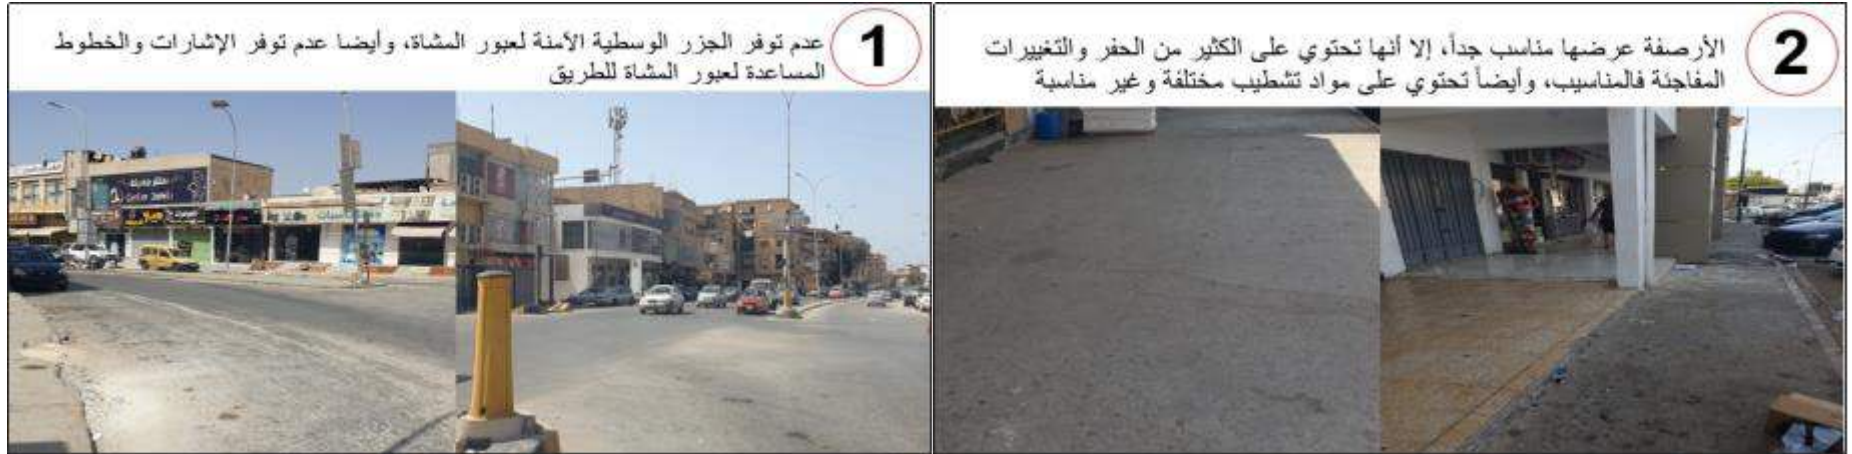 1
عدم توفر الجزر الوسطية الآمنة لعبور المشاة، وأيضا عدم توفر الإشارات والخطوط
المساعدة لعبور المشاة للطريق
2
الأرصفة عرضها مناسب جداً، إلا أنها تحتوي على الكثير من الحفر والتغييرات
المفاجئة فالمناسيب، وأيضاً تحتوي على مواد تشطيب مختلفة وغير مناسبة